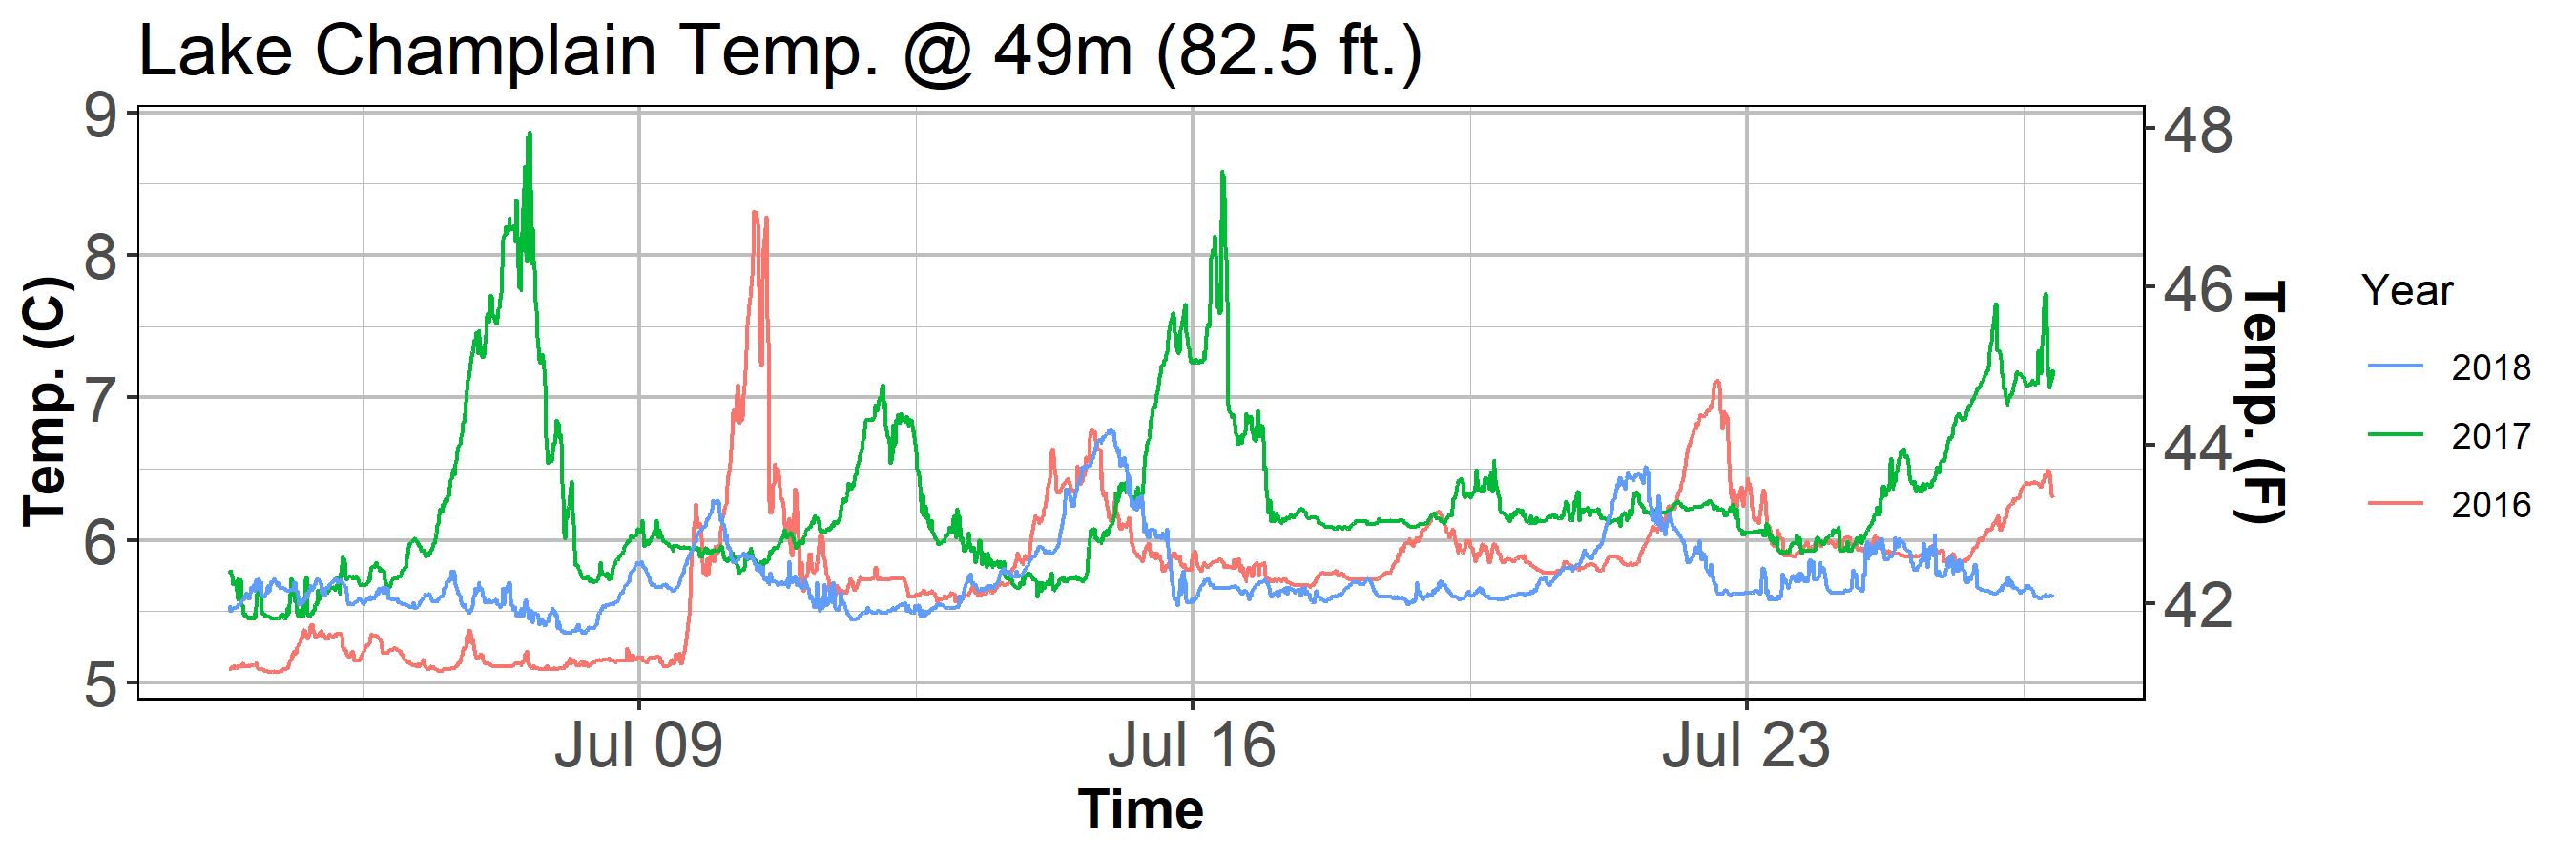 Lake Champlain Temp. @ 49m (82.5 ft.)
9
8
7
6
5
Temp. (C)
48
46
44
42
Temp. (F)
Jul 09
Jul 16
Jul 23
Time
Year
2018
2017
2016